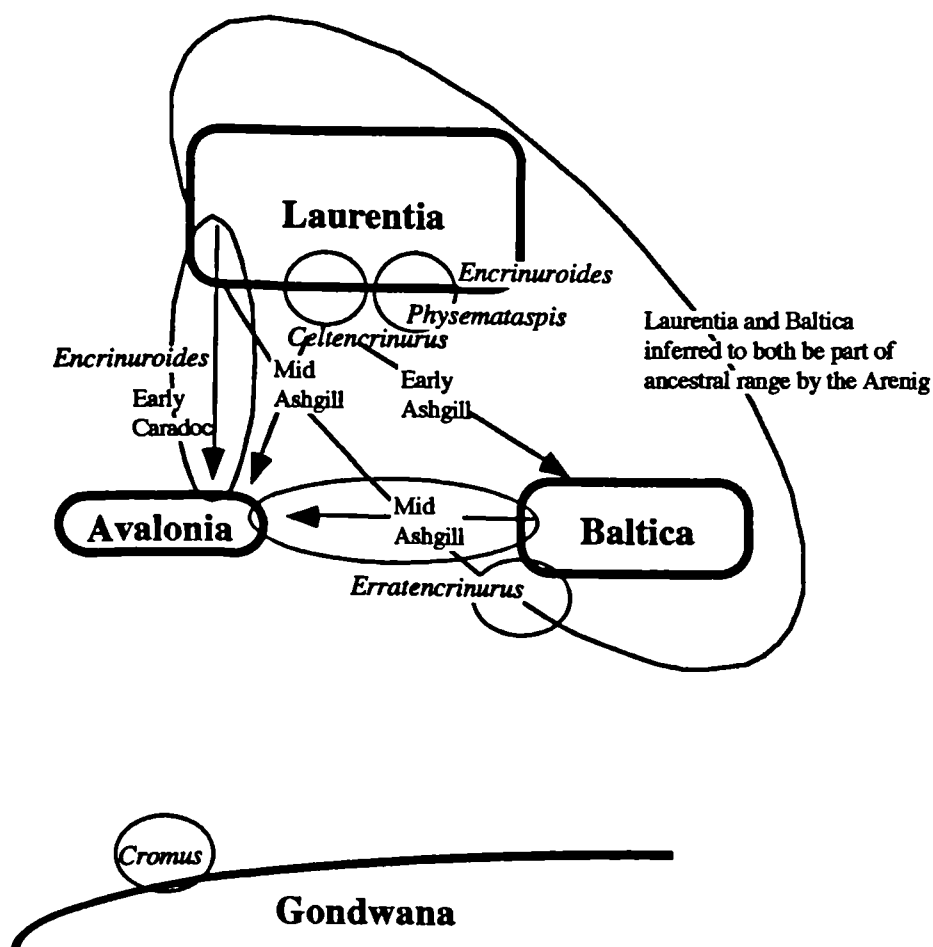 Laurentia
Encrinuroides
Physemataspis
Celtencrinurus
Laurentia and Baltica
inferred to both be part of
ancestral range by the Arenig
Encrinuroides
Early
Caradoc
Mid
Ashgill
Early
Ashgill
Avalonia
Mid
Ashgill
Baltica
Erratencrinurus
Cromus
Gondwana